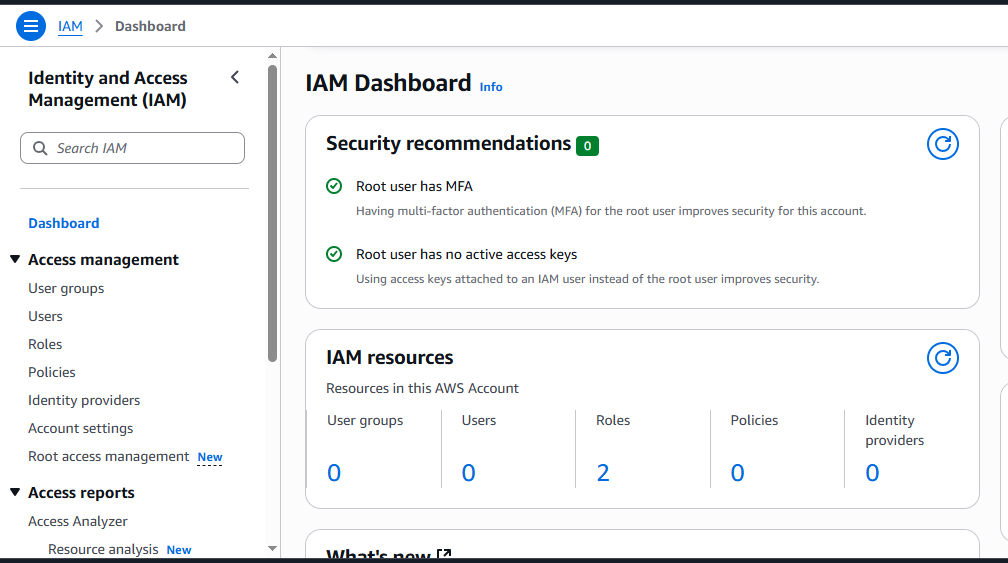 IAM > Dashboard
Identity and Access
Management (IAM)
Search IAM
Dashboard
Access management
User groups
Users
Roles
Policies
Identity providers
Account settings
Root access management New
Access reports
Access Analyzer
Resource analysis New
IAM Dashboard Info
Security recommendations 0
Root user has MFA
Having multi-factor authentication (MFA) for the root user improves security for this account.
Root user has no active access keys
Using access keys attached to an IAM user instead of the root user improves security.
IAM resources
Resources in this AWS Account
User groups
0
Users
0
Roles
2
Policies
0
Identity
providers
0
What's new